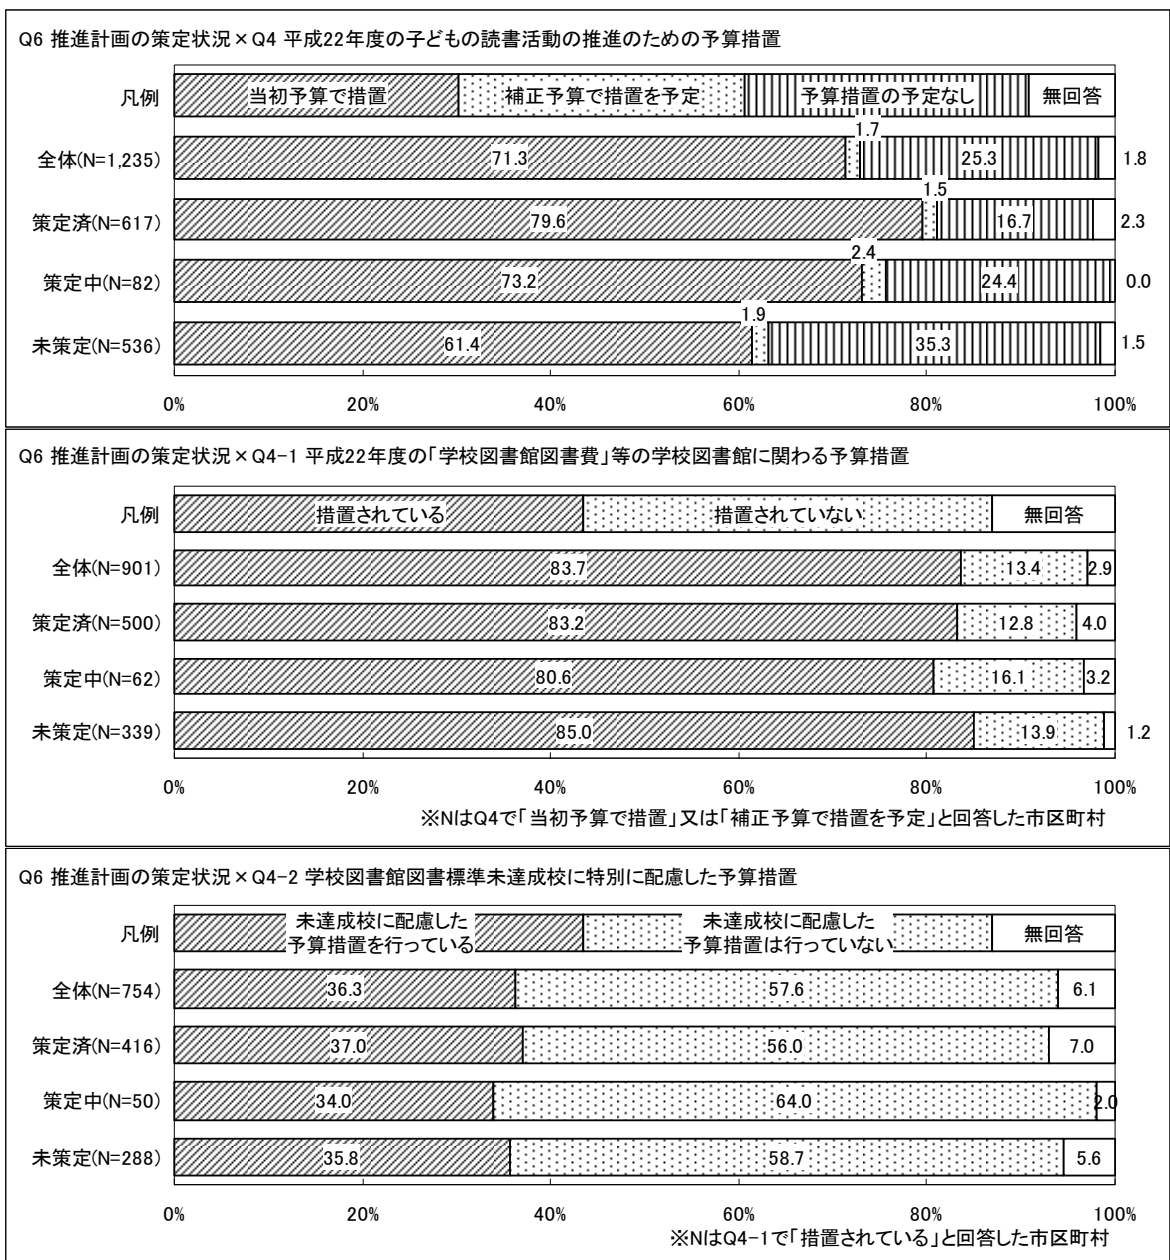 Q6 推進計画の策定状況×Q4 平成22年度の子どもの読書活動の推進のための予算措置
凡例
当初予算で措置
補正予算で措置を予定
予算措置の予定なし
無回答
全体(N=1,235)
71.3
1.7
25.3
1.8
策定済(N=617)
79.6
1.5
16.7
2.3
策定中(N=82)
73.2
2.4
24.4
0.0
未策定(N=536)
61.4
1.9
35.3
1.5
0%
20%
40%
60%
80%
100%
Q6 推進計画の策定状況×Q4-1 平成22年度の「学校図書館図書費」等の学校図書館に関わる予算措置
凡例
措置されている
措置されていない
無回答
全体(N=901)
83.7
13.4
2.9
策定済(N=500)
83.2
12.8
4.0
策定中(N=62)
80.6
16.1
3.2
未策定(N=339)
85.0
13.9
1.2
0%
20%
40%
60%
80%
100%
※NはQ4で「当初予算で措置」又は「補正予算で措置を予定」と回答した市区町村
Q6 推進計画の策定状況×Q4-2 学校図書館図書標準未達成校に特別に配慮した予算措置
凡例
未達成校に配慮した
予算措置を行っている
未達成校に配慮した
予算措置は行っていない
無回答
全体(N=754)
36.3
57.6
6.1
策定済(N=416)
37.0
56.0
7.0
策定中(N=50)
34.0
64.0
2.0
未策定(N=288)
35.8
58.7
5.6
0%
20%
40%
60%
80%
100%
※NはQ4-1で「措置されている」と回答した市区町村